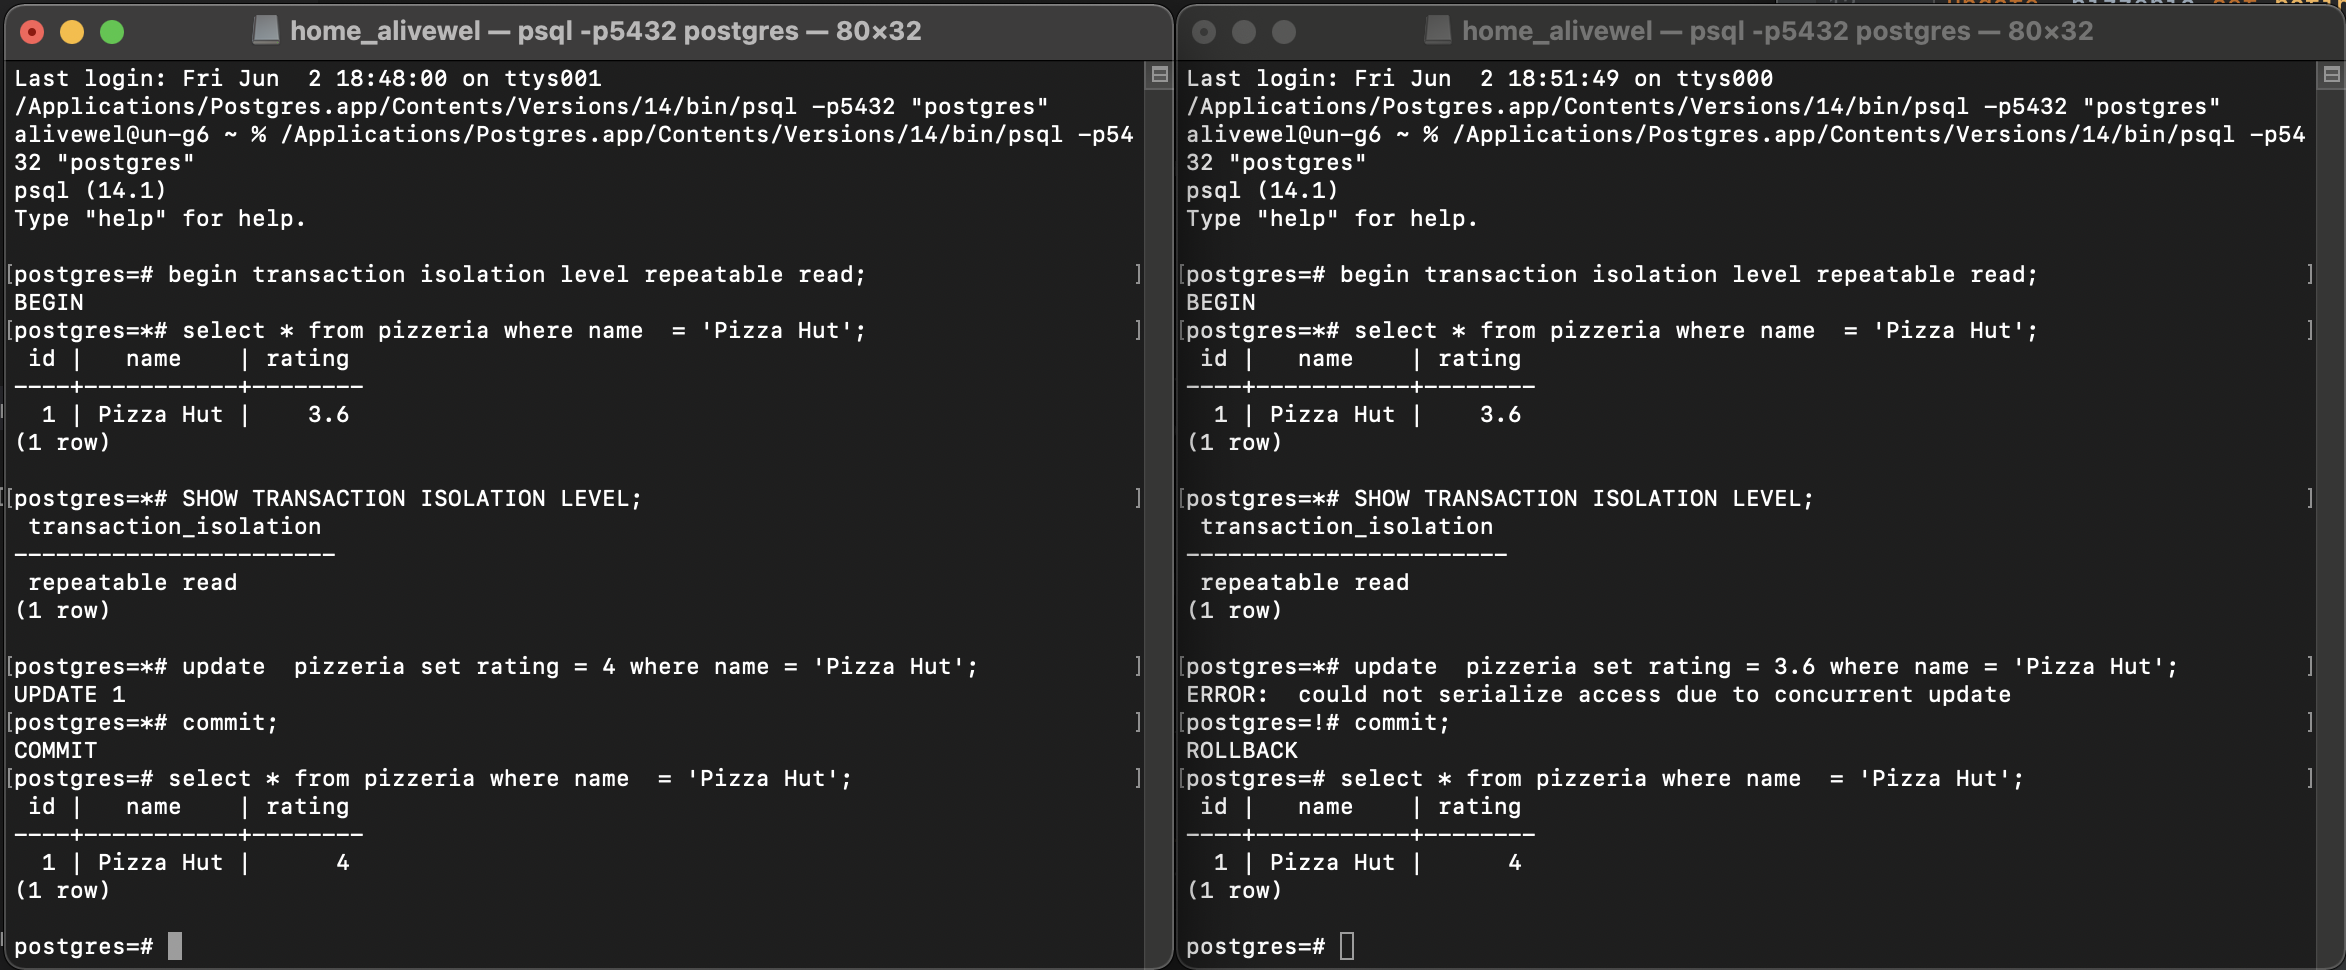 home_alivewel — psql -p5432 postgres — 80×32
Last login: Fri Jun  2 18:48:00 on ttys001
/Applications/Postgres.app/Contents/Versions/14/bin/psql -p5432 "postgres"
alivewel@un-g6 ~ % /Applications/Postgres.app/Contents/Versions/14/bin/psql -p54
32 "postgres"
psql (14.1)
Type "help" for help.
[postgres=# begin transaction isolation level repeatable read; ]
BEGIN
[postgres=*# select * from pizzeria where name  = 'Pizza Hut'; ]
 id |   name    | rating
----+-----------+--------
  1 | Pizza Hut |    3.6
(1 row)
[postgres=*# SHOW TRANSACTION ISOLATION LEVEL; ]
 transaction_isolation
-----------------------
 repeatable read
(1 row)
[postgres=*# update  pizzeria set rating = 4 where name = 'Pizza Hut'; ]
UPDATE 1
[postgres=*# commit; ]
COMMIT
[postgres=# select * from pizzeria where name  = 'Pizza Hut'; ]
 id |   name    | rating
----+-----------+--------
  1 | Pizza Hut |      4
(1 row)
postgres=#
home_alivewel — psql -p5432 postgres — 80×32
Last login: Fri Jun  2 18:51:49 on ttys000
/Applications/Postgres.app/Contents/Versions/14/bin/psql -p5432 "postgres"
alivewel@un-g6 ~ % /Applications/Postgres.app/Contents/Versions/14/bin/psql -p54
32 "postgres"
psql (14.1)
Type "help" for help.
[postgres=# begin transaction isolation level repeatable read; ]
BEGIN
[postgres=*# select * from pizzeria where name  = 'Pizza Hut'; ]
 id |   name    | rating
----+-----------+--------
  1 | Pizza Hut |    3.6
(1 row)
[postgres=*# SHOW TRANSACTION ISOLATION LEVEL; ]
 transaction_isolation
-----------------------
 repeatable read
(1 row)
[postgres=*# update  pizzeria set rating = 3.6 where name = 'Pizza Hut'; ]
ERROR:  could not serialize access due to concurrent update
[postgres=!# commit; ]
ROLLBACK
[postgres=# select * from pizzeria where name  = 'Pizza Hut'; ]
 id |   name    | rating
----+-----------+--------
  1 | Pizza Hut |      4
(1 row)
postgres=#